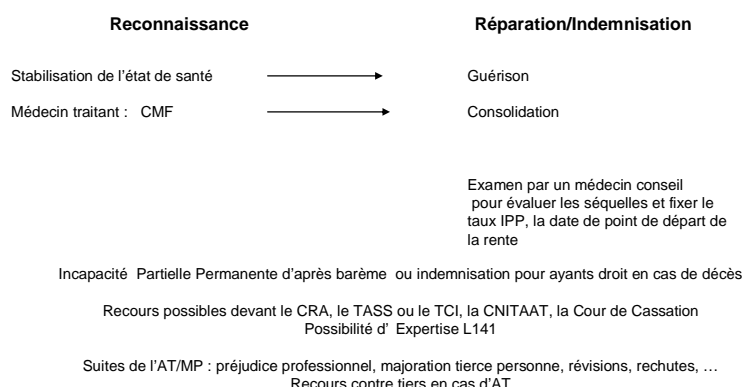 Reconnaissance Réparation/Indemnisation
Stabilisation de l'état de santé Guérison
Médecin traitant : CMF Consolidation
Examen par un médecin conseil
pour évaluer les séquelles et fixer le
taux IPP, la date de point de départ de
la rente
Incapacité Partielle Permanente d'après barème ou indemnisation pour ayants droit en cas de décès
Recours possibles devant le CRA, le TASS ou le TCI, la CNITAAT, la Cour de Cassation
Possibilité d' Expertise L141
Suites de l'AT/MP : préjudice professionnel, majoration tierce personne, révisions, rechutes, …
Recours contre tiers en cas d'AT